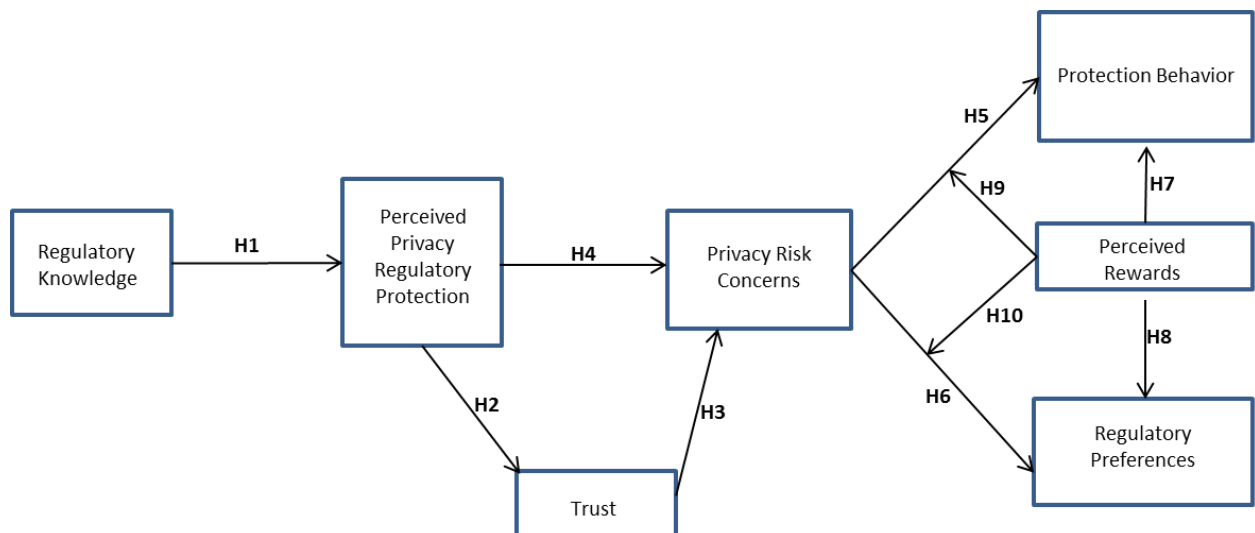 Regulatory
Knowledge
H1
Perceived
Privacy
Regulatory
Protection
H2
Trust
H3
H4
Privacy Risk
Concerns
H5
H6
H9
H10
Protection Behavior
H7
Perceived
Rewards
H8
Regulatory
Preferences